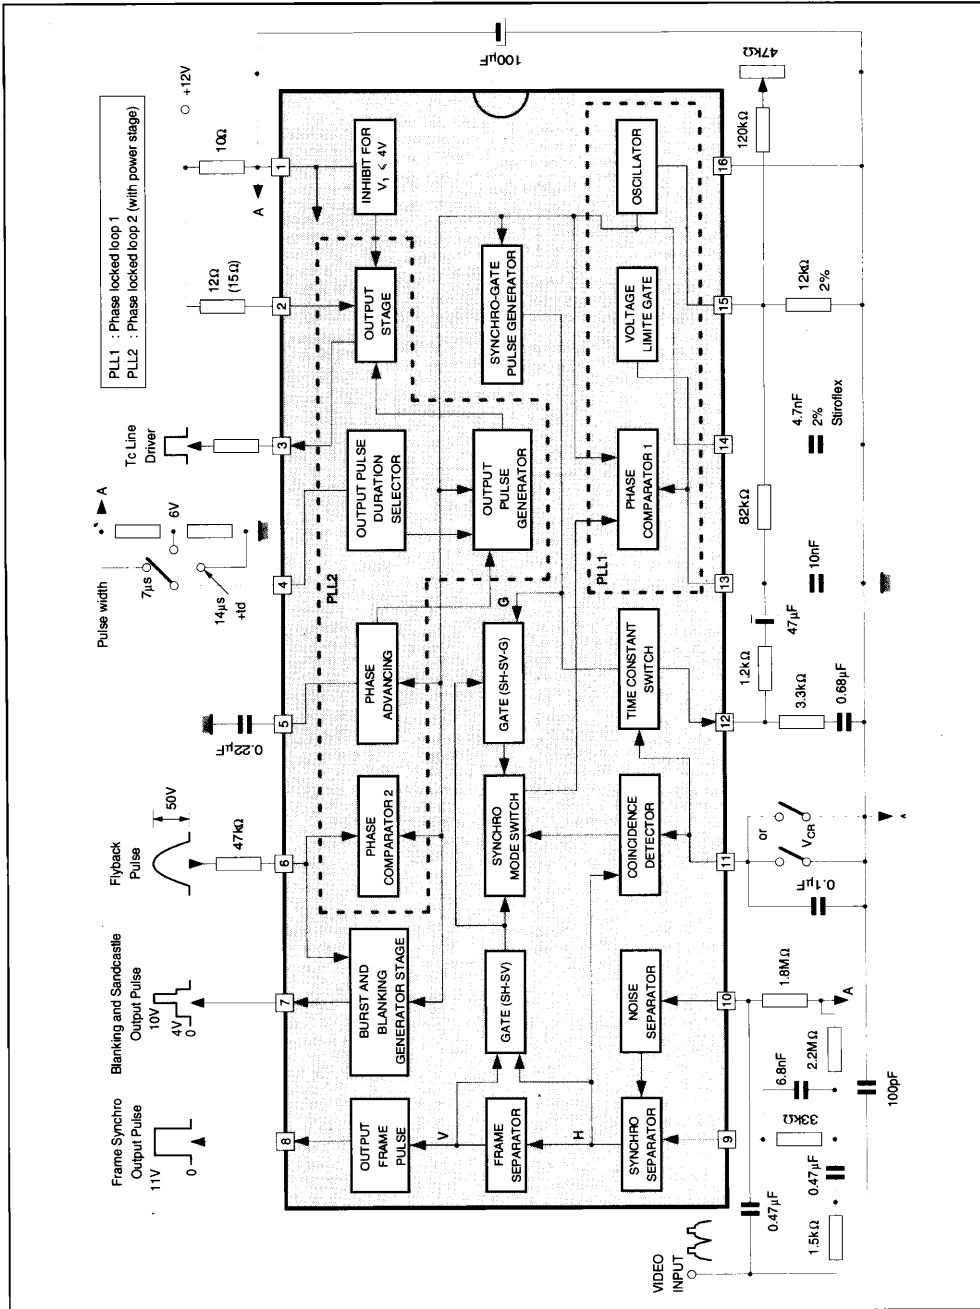 PLL1 : Phase locked loop 1
PLL2 : Phase locked loop 2 (with power stage)
Frame Synchro
Output Pulse
11V
0
Blanking and Sandcastle
Output Pulse
10V
4V
0
Flyback
Pulse
50V
47kΩ
0.22µF
Pulse width
7µs
14µs
+td
6V
A
Tc Line
Driver
12Ω
(15Ω)
10Ω
+12V
A
100µF
8
7
6
5
4
3
2
1
OUTPUT
FRAME
PULSE
BURST AND
BLANKING
GENERATOR STAGE
PHASE
COMPARATOR 2
PHASE
ADVANCING
PLL2
OUTPUT PULSE
DURATION
SELECTOR
OUTPUT
STAGE
INHIBIT FOR
V1 ⩽ 4V
V
FRAME
SEPARATOR
GATE (SH-SV)
SYNCHRO
MODE SWITCH
GATE (SH-SV-G)
G
OUTPUT
PULSE
GENERATOR
SYNCHRO-GATE
PULSE GENERATOR
H
SYNCHRO
SEPARATOR
NOISE
SEPARATOR
COINCIDENCE
DETECTOR
TIME CONSTANT
SWITCH
PLL1
PHASE
COMPARATOR 1
VOLTAGE
LIMITE GATE
OSCILLATOR
9
10
11
12
13
14
15
16
VIDEO
INPUT
0.47µF
1.5kΩ
0.47µF
33kΩ
6.8nF
2.2MΩ
100pF
1.8MΩ
A
0.1µF
or
VCR
A
1.2kΩ
47µF
3.3kΩ
0.68µF
82kΩ
10nF
4.7nF
2%
Stiroflex
12kΩ
2%
120kΩ
47kΩ